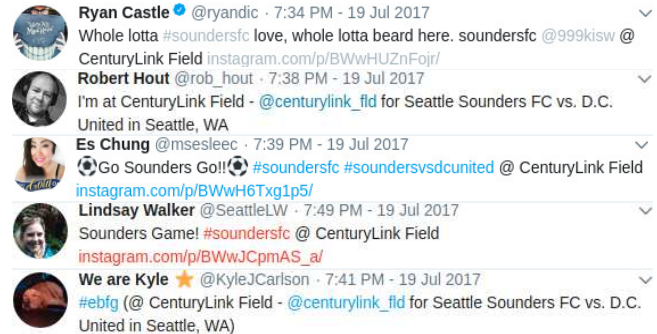 Ryan Castle @ryandic · 7:34 PM - 19 Jul 2017
Whole lotta #soundersfc love, whole lotta beard here. soundersfc @999kisw @
CenturyLink Field instagram.com/p/BWwHUZnFojr/
Robert Hout @rob_hout · 7:38 PM - 19 Jul 2017
I'm at CenturyLink Field - @centurylink_fld for Seattle Sounders FC vs. D.C.
United in Seattle, WA
Es Chung @msesleec · 7:39 PM - 19 Jul 2017
⚽Go Sounders Go!!⚽ #soundersfc #soundersvsdcunited @ CenturyLink Field
instagram.com/p/BWwH6Txg1p5/
Lindsay Walker @SeattleLW · 7:49 PM - 19 Jul 2017
Sounders Game! #soundersfc @ CenturyLink Field
instagram.com/p/BWwJCpmAS_a/
We are Kyle ⭐ @KyleJCarlson · 7:41 PM - 19 Jul 2017
#ebfg (@ CenturyLink Field - @centurylink_fld for Seattle Sounders FC vs. D.C.
United in Seattle, WA)